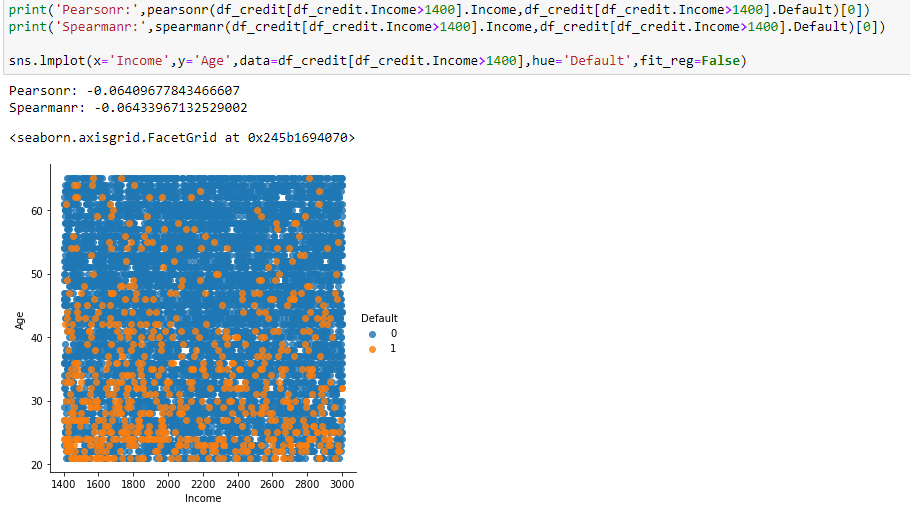 print('Pearsonr:',pearsonr(df_credit[df_credit.Income>1400].Income,df_credit[df_credit.Income>1400].Default)[0])
print('Spearmanr:',spearmanr(df_credit[df_credit.Income>1400].Income,df_credit[df_credit.Income>1400].Default)[0])
sns.lmplot(x='Income',y='Age',data=df_credit[df_credit.Income>1400],hue='Default',fit_reg=False)
Pearsonr: -0.06409677843466607
Spearmanr: -0.06433967132529002
<seaborn.axisgrid.FacetGrid at 0x245b1694070>
60
50
40
30
20
Age
1400 1600 1800 2000 2200 2400 2600 2800 3000
Income
Default
0
1